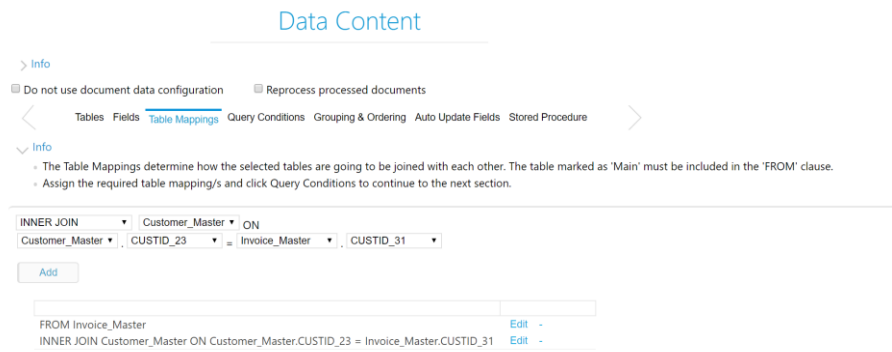 Data Content
Info
Do not use document data configuration Reprocess processed documents
Tables Fields Table Mappings Query Conditions Grouping & Ordering Auto Update Fields Stored Procedure
Info
The Table Mappings determine how the selected tables are going to be joined with each other. The table marked as 'Main' must be included in the 'FROM' clause.
Assign the required table mapping/s and click Query Conditions to continue to the next section.
INNER JOIN Customer_Master ON
Customer_Master . CUSTID_23 = Invoice_Master . CUSTID_31
Add
FROM Invoice_Master Edit -
INNER JOIN Customer_Master ON Customer_Master.CUSTID_23 = Invoice_Master.CUSTID_31 Edit -